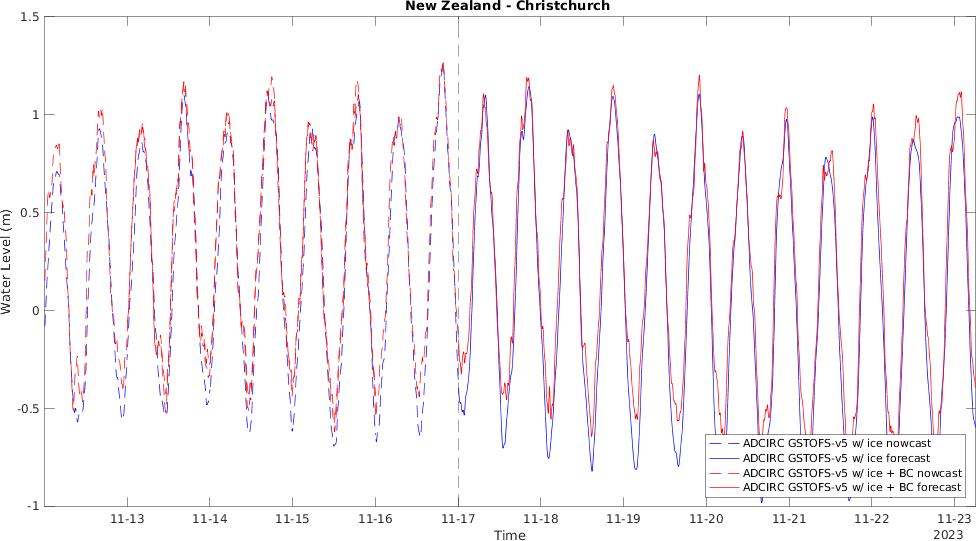 New Zealand - Christchurch
1.5
1
0.5
0
-0.5
-1
Water Level (m)
ADCIRC GSTOFS-v5 w/ ice nowcast
ADCIRC GSTOFS-v5 w/ ice forecast
ADCIRC GSTOFS-v5 w/ ice + BC nowcast
ADCIRC GSTOFS-v5 w/ ice + BC forecast
11-13 11-14 11-15 11-16 11-17 11-18 11-19 11-20 11-21 11-22 11-23
Time
2023